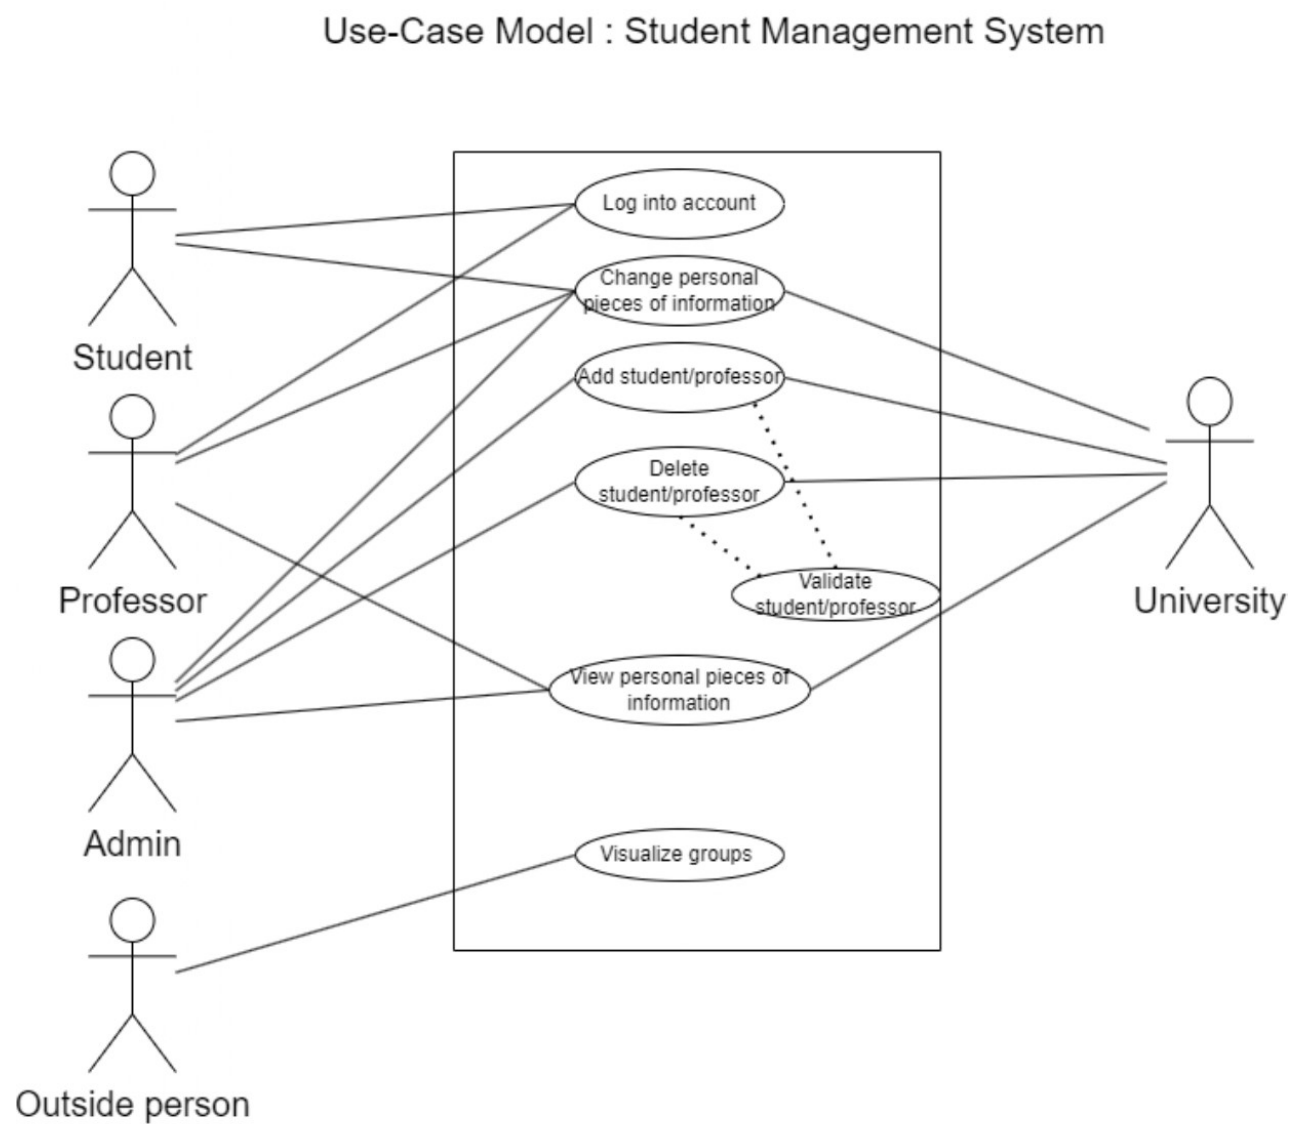 Use-Case Model : Student Management System
Log into account
Change personal
pieces of information
Student
Add student/professor
Delete
student/professor
Validate
student/professor
Professor
University
View personal pieces of
information
Admin
Visualize groups
Outside person